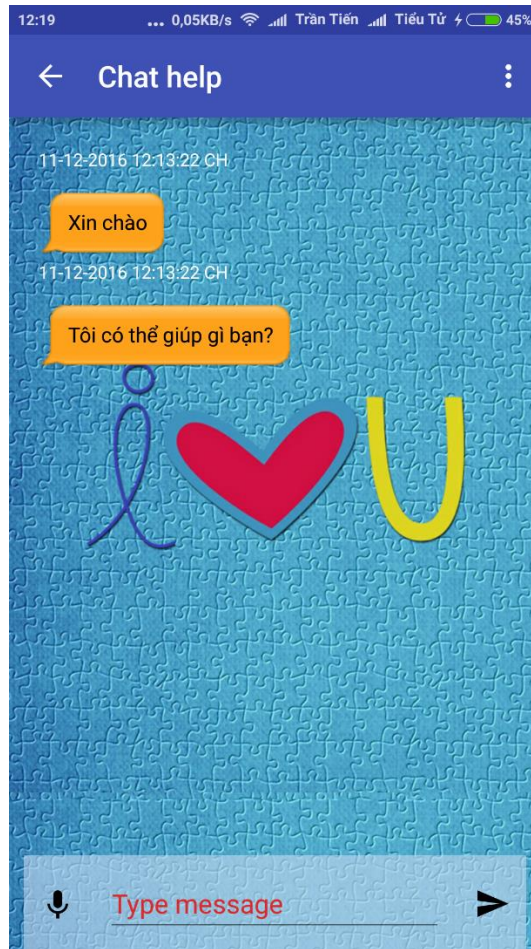 12:19 ... 0,05KB/s Trần Tiến Tiểu Tử 45%
Chat help
11-12-2016 12:13:22 CH
Xin chào
11-12-2016 12:13:22 CH
Tôi có thể giúp gì bạn?
i U
Type message